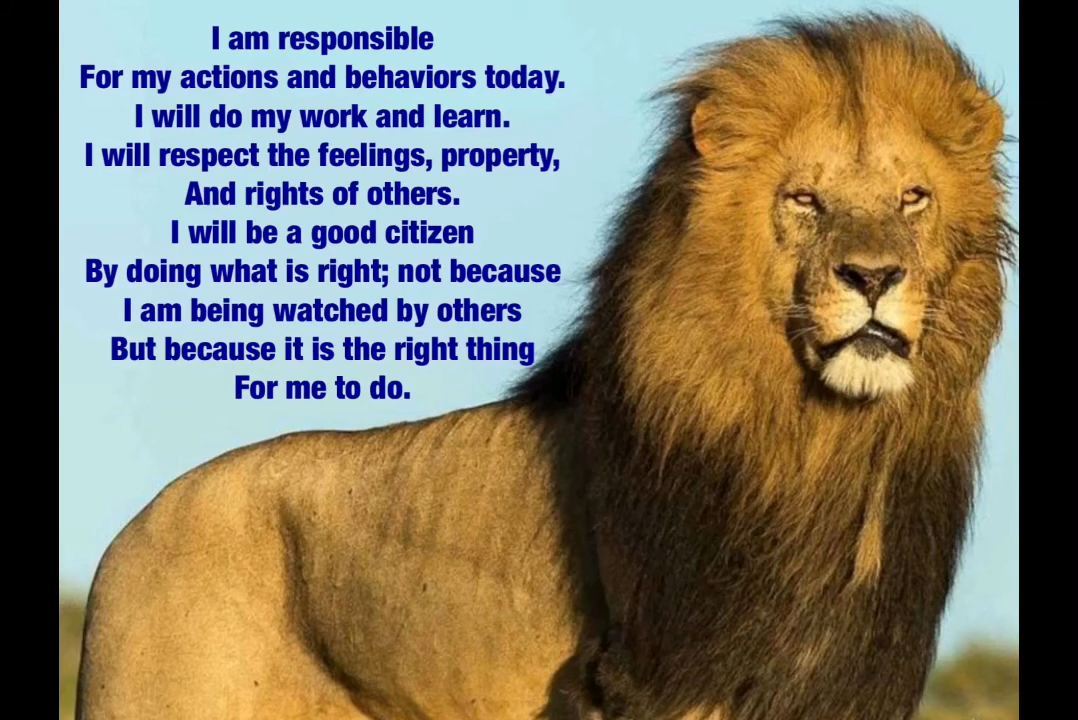 I am responsible
For my actions and behaviors today.
I will do my work and learn.
I will respect the feelings, property,
And rights of others.
I will be a good citizen
By doing what is right; not because
I am being watched by others
But because it is the right thing
For me to do.